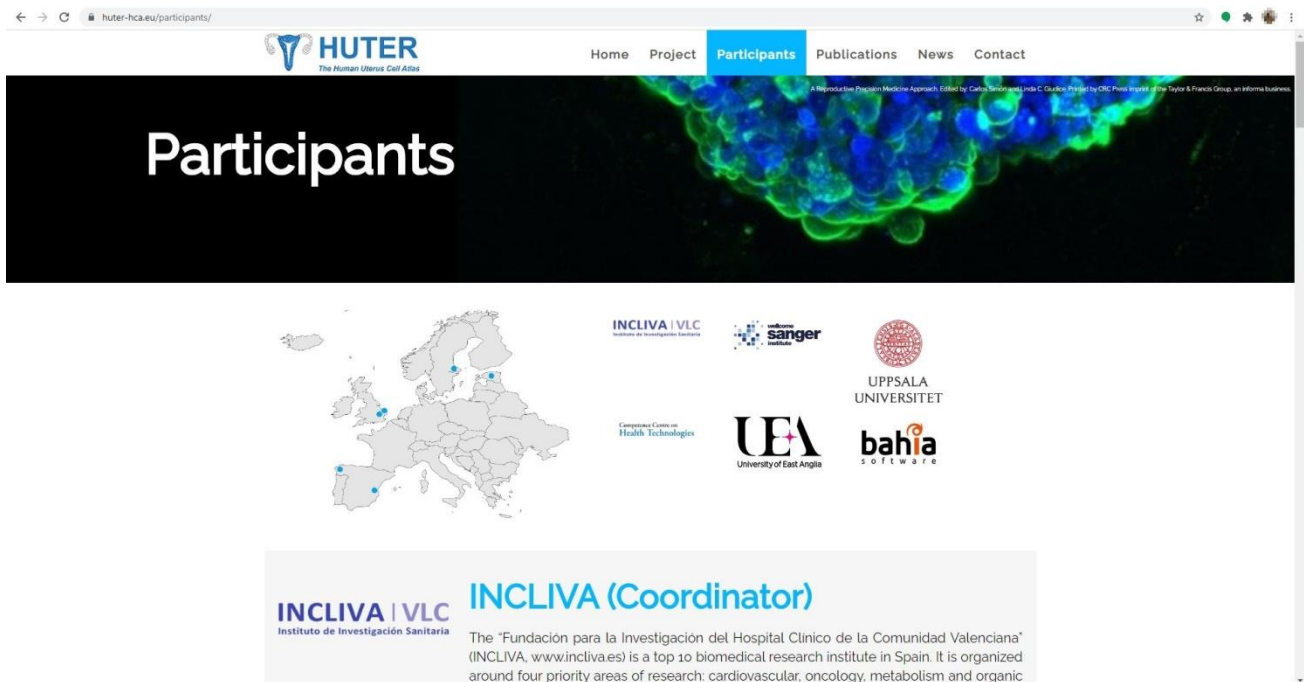 huter-hca.eu/participants/
HUTER
The Human Uterus Cell Atlas
Home Project Participants Publications News Contact
A Reproductive Precision Medicine Approach. Edited by: Carlos Simon and Linda C. Giudice. Printed by CRC Press Imprint of the Taylor & Francis Group, an informa business.
Participants
INCLIVA | VLC
Instituto de Investigación Sanitaria
wellcome
sanger
institute
UPPSALA
UNIVERSITET
Competence Centre on
Health Technologies
UEA
University of East Anglia
bahía
software
INCLIVA | VLC
Instituto de Investigación Sanitaria
INCLIVA (Coordinator)
The “Fundación para la Investigación del Hospital Clínico de la Comunidad Valenciana”
(INCLIVA, www.incliva.es) is a top 10 biomedical research institute in Spain. It is organized
around four priority areas of research: cardiovascular, oncology, metabolism and organic